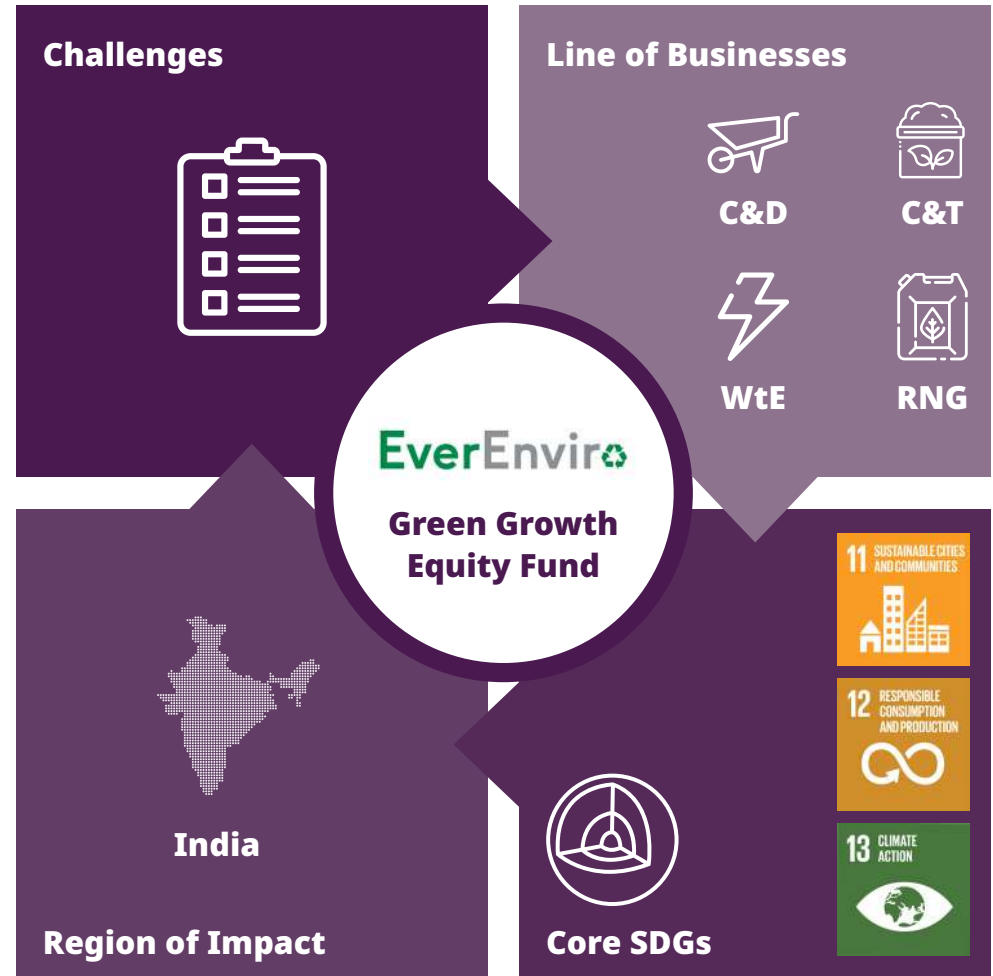 Challenges
Line of Businesses
C&D
C&T
WtE
RNG
EverEnviro
Green Growth
Equity Fund
11 SUSTAINABLE CITIES
AND COMMUNITIES
12 RESPONSIBLE
CONSUMPTION
AND PRODUCTION
13 CLIMATE
ACTION
India
Region of Impact
Core SDGs